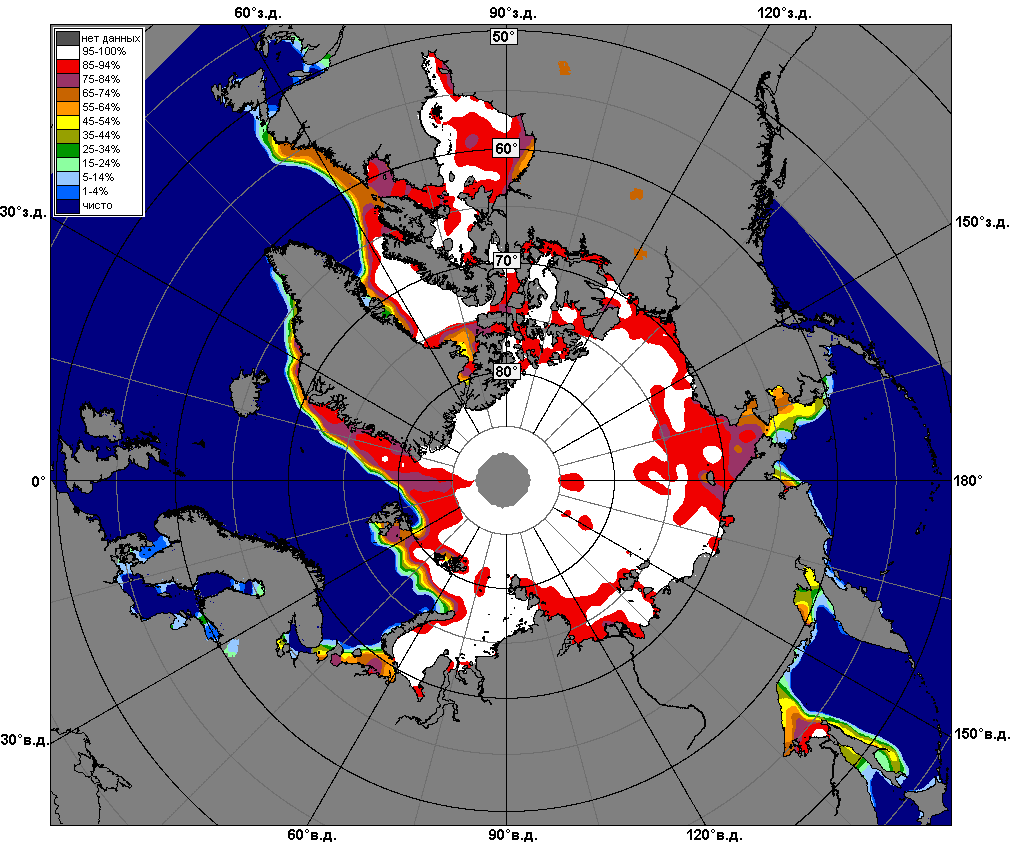 60°з.д.
90°з.д.
120°з.д.
нет данных
95-100%
85-94%
75-84%
65-74%
55-64%
45-54%
35-44%
25-34%
15-24%
5-14%
1-4%
чисто
50°
60°
70°
80°
30°з.д.
150°з.д.
0°
180°
30°в.д.
150°в.д.
60°в.д.
90°в.д.
120°в.д.